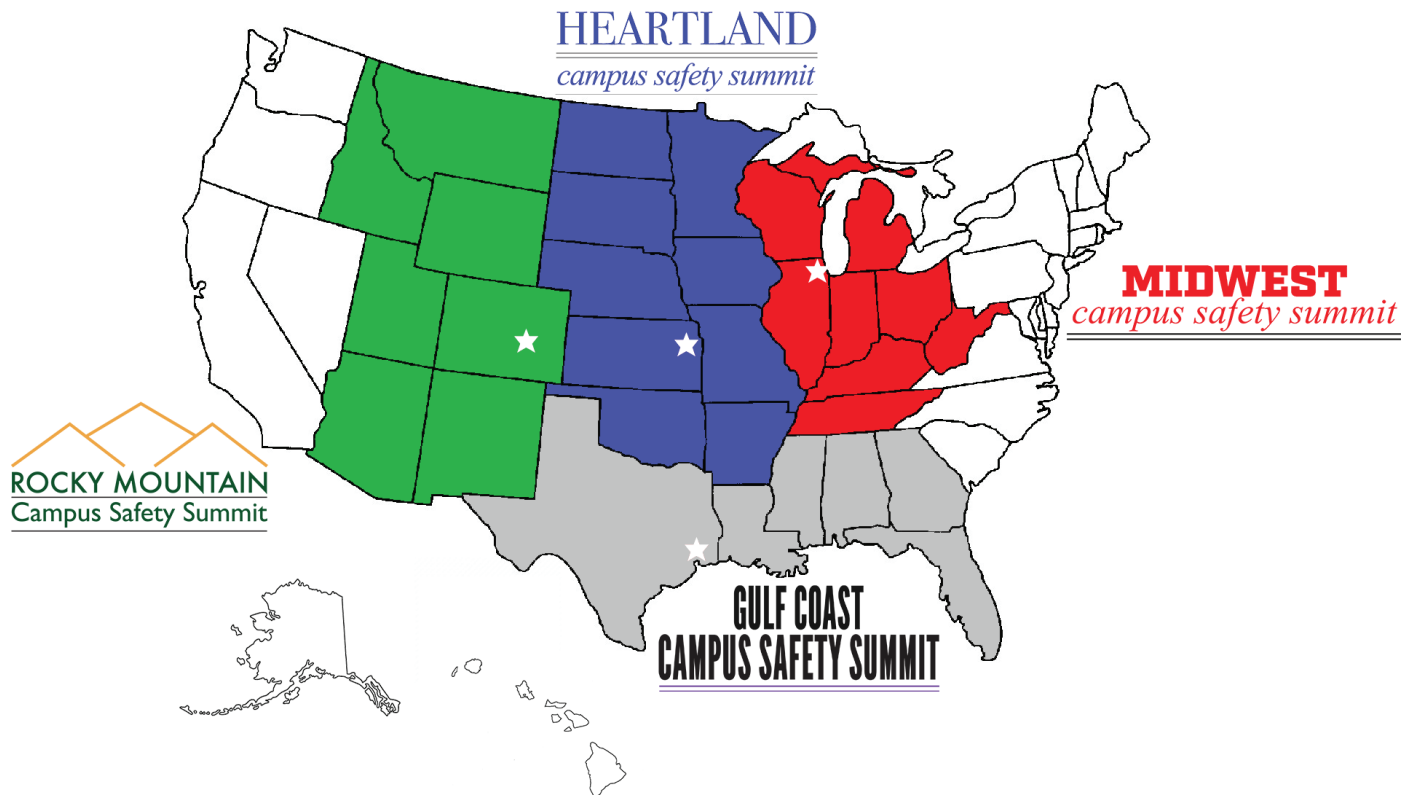 HEARTLAND
campus safety summit
MIDWEST
campus safety summit
ROCKY MOUNTAIN
Campus Safety Summit
GULF COAST
CAMPUS SAFETY SUMMIT